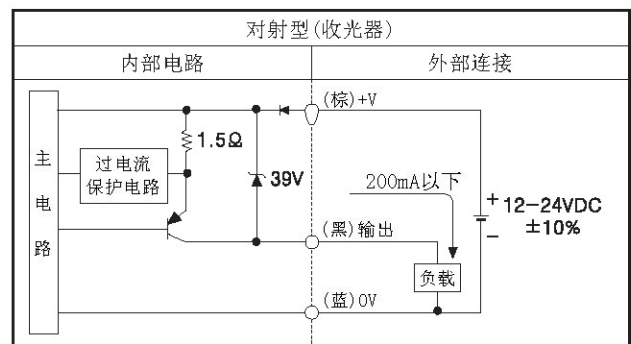 对射型(收光器)
内部电路
外部连接
(棕)+V
1.5Ω
主电路
过电流
保护电路
39V
200mA以下
+
12-24VDC
±10%
-
(黑)输出
负载
(蓝)0V